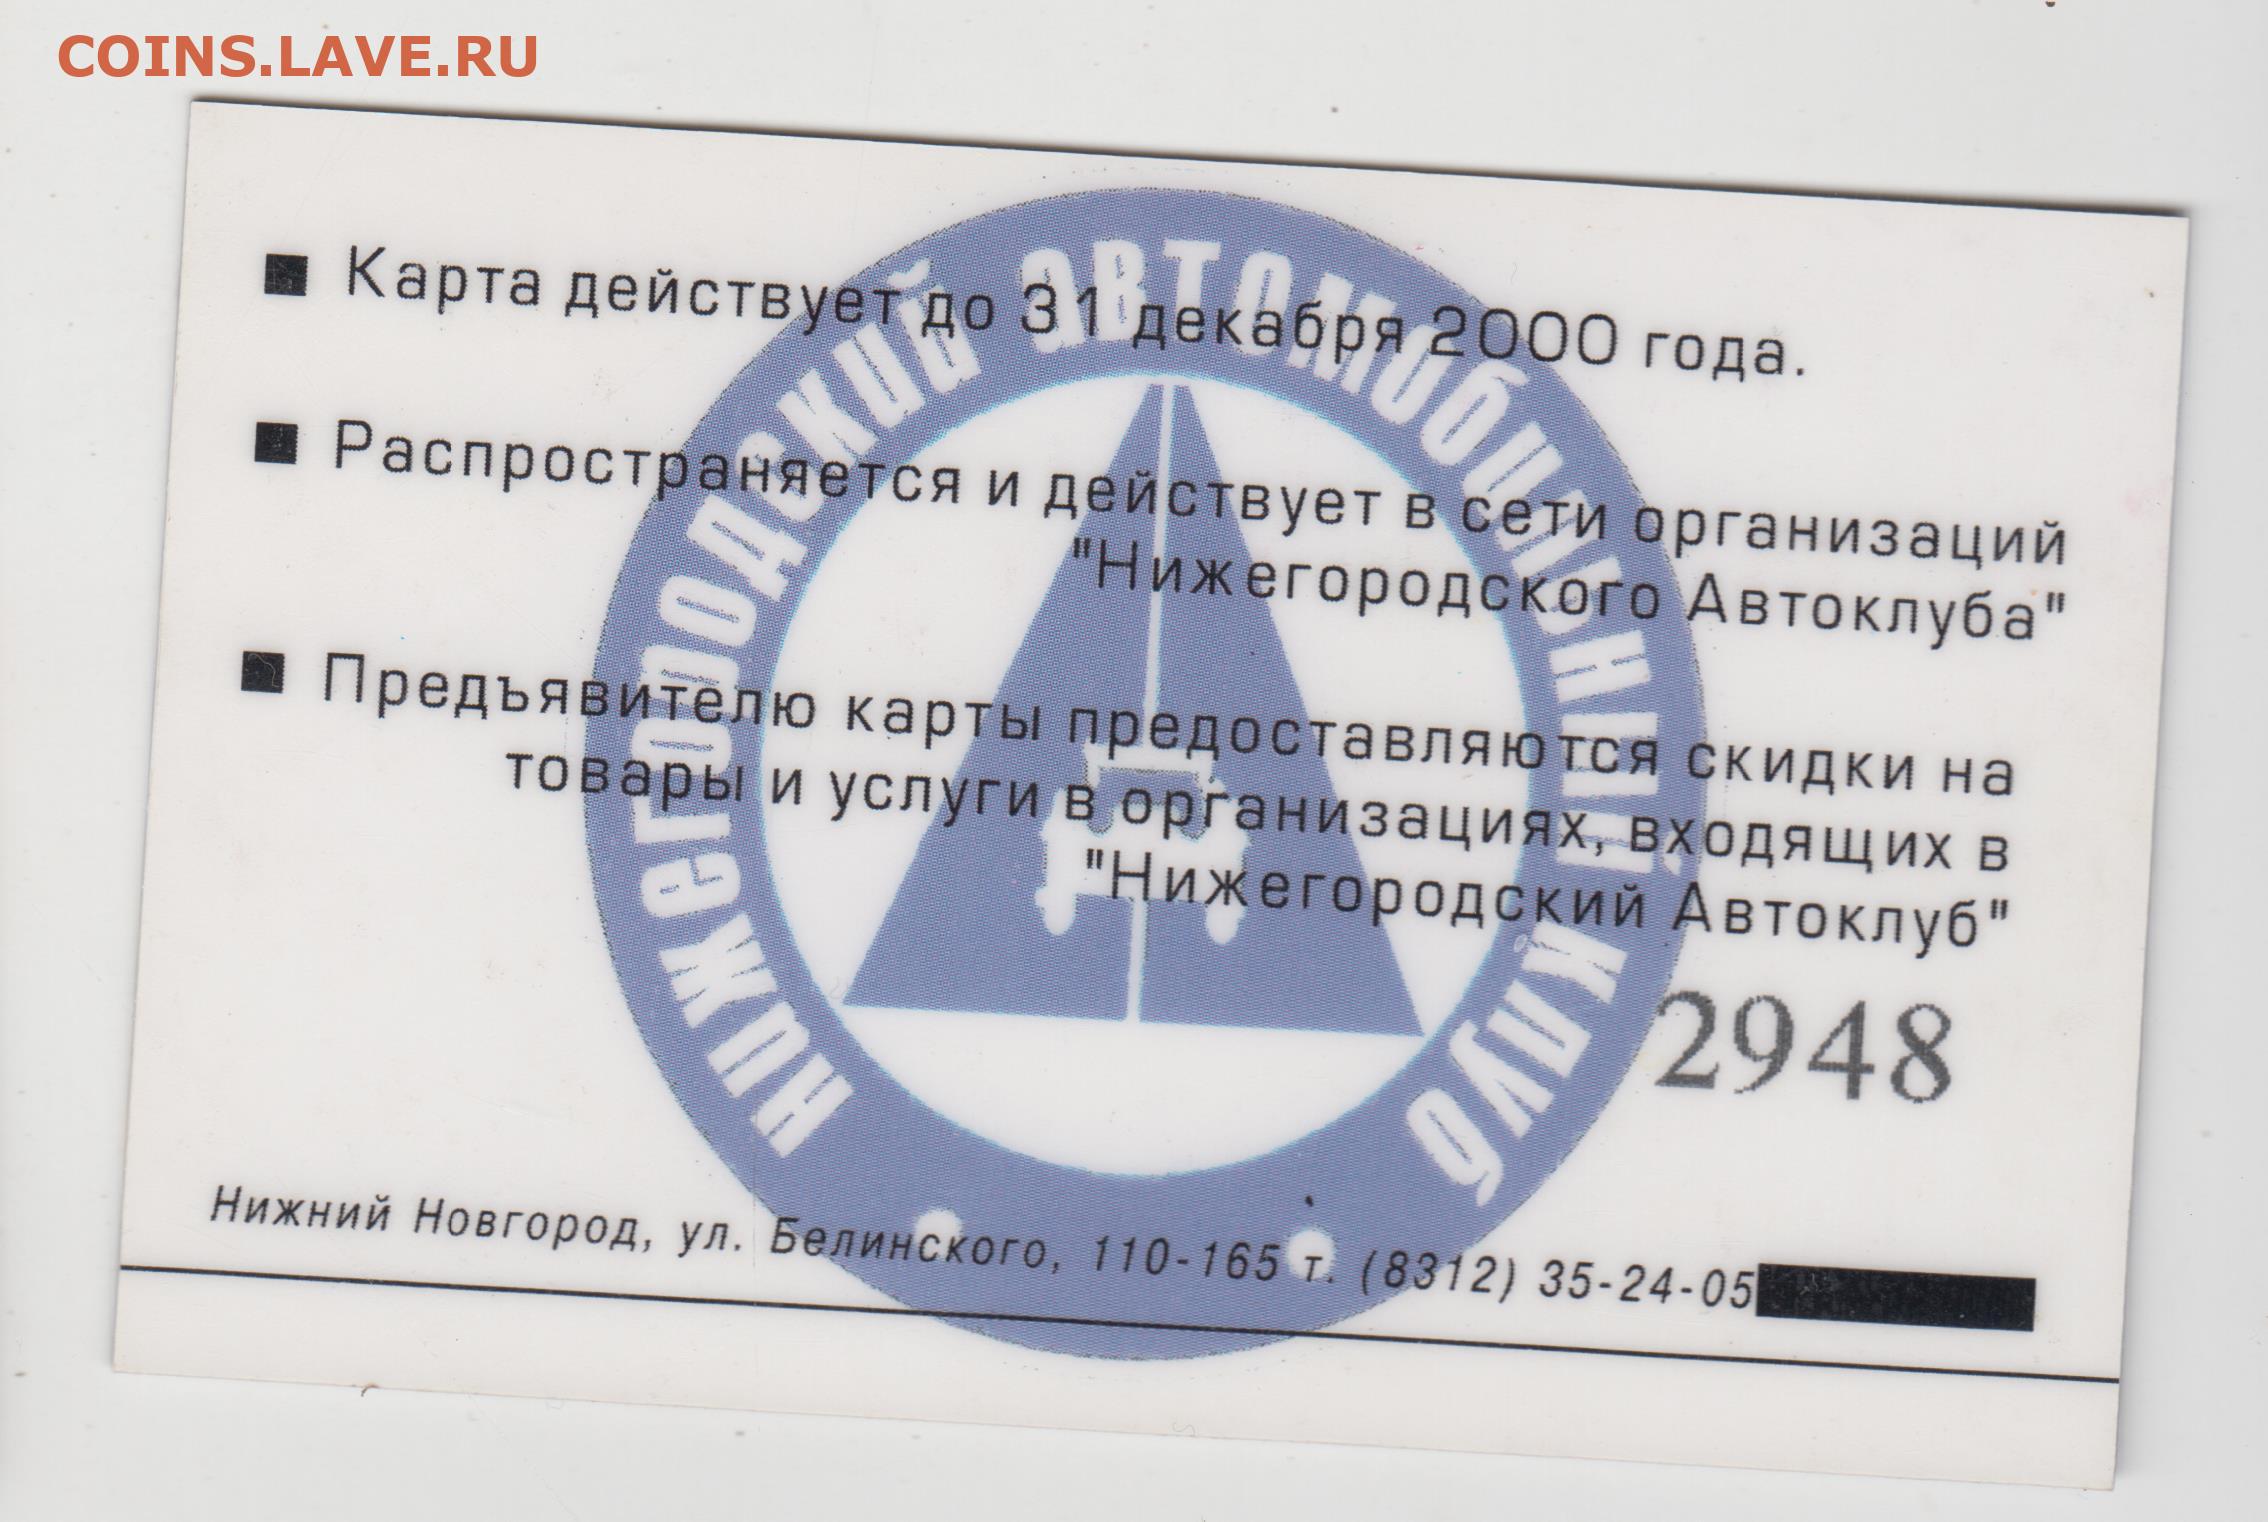 COINS.LAVE.RU
НИЖЕГОРОДСКИЙ АВТОМОБИЛЬНЫЙ КЛУБ
■ Карта действует до 31 декабря 2000 года.
■ Распространяется и действует в сети организаций
"Нижегородского Автоклуба"
■ Предъявителю карты предоставляются скидки на
товары и услуги в организациях, входящих в
"Нижегородский Автоклуб"
2948
Нижний Новгород, ул. Белинского, 110-165 т. (8312) 35-24-05